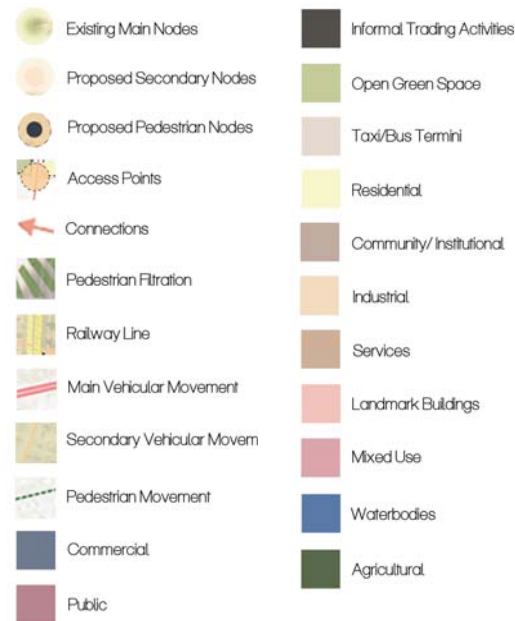 Existing Main Nodes
Proposed Secondary Nodes
Proposed Pedestrian Nodes
Access Points
Connections
Pedestrian Filtration
Railway Line
Main Vehicular Movement
Secondary Vehicular Movem
Pedestrian Movement
Commercial
Public
Informal Trading Activities
Open Green Space
Taxi/Bus Termini
Residential
Community/ Institutional
Industrial
Services
Landmark Buildings
Mixed Use
Waterbodies
Agricultural